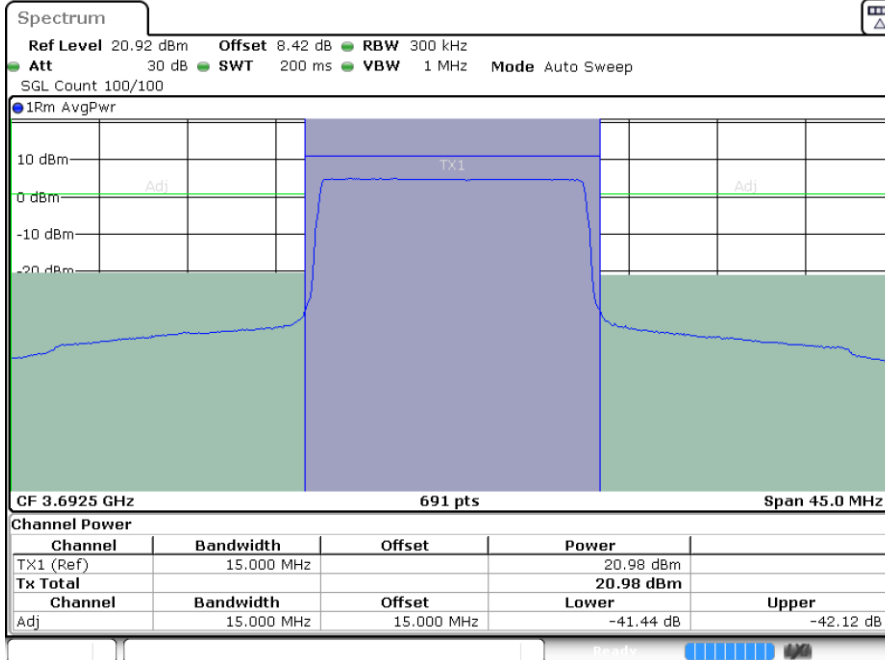 Spectrum
Ref Level 20.92 dBm Offset 8.42 dB RBW 300 kHz
Att 30 dB SWT 200 ms VBW 1 MHz Mode Auto Sweep
SGL Count 100/100
1Rm AvgPwr
10 dBm
TX1
Adj Adj
0 dBm
-10 dBm
-20 dBm
CF 3.6925 GHz 691 pts Span 45.0 MHz
Channel Power
Channel Bandwidth Offset Power
TX1 (Ref) 15.000 MHz 20.98 dBm
Tx Total 20.98 dBm
Channel Bandwidth Offset Lower Upper
Adj 15.000 MHz 15.000 MHz -41.44 dB -42.12 dB
Ready